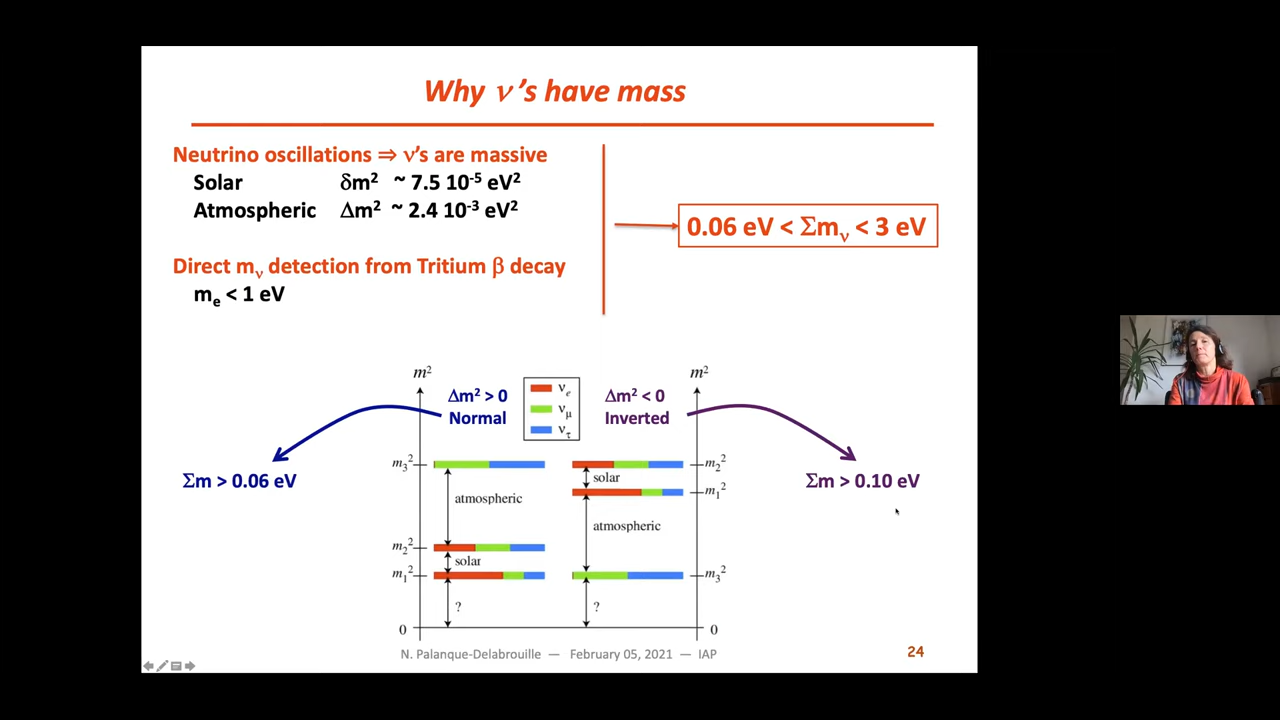 Why ν 's have mass
Neutrino oscillations ⇒ ν's are massive
Solar δm² ~ 7.5 10⁻⁵ eV²
Atmospheric Δm² ~ 2.4 10⁻³ eV²
0.06 eV < Σmν < 3 eV
Direct mν detection from Tritium β decay
me < 1 eV
m² m²
Δm² > 0
Normal
νe
νμ
ντ
Δm² < 0
Inverted
Σm > 0.06 eV
Σm > 0.10 eV
m₃²
atmospheric
m₂²
solar
m₁²
?
0
m₂²
solar
m₁²
atmospheric
m₃²
?
0
N. Palanque-Delabrouille — February 05, 2021 — IAP
24